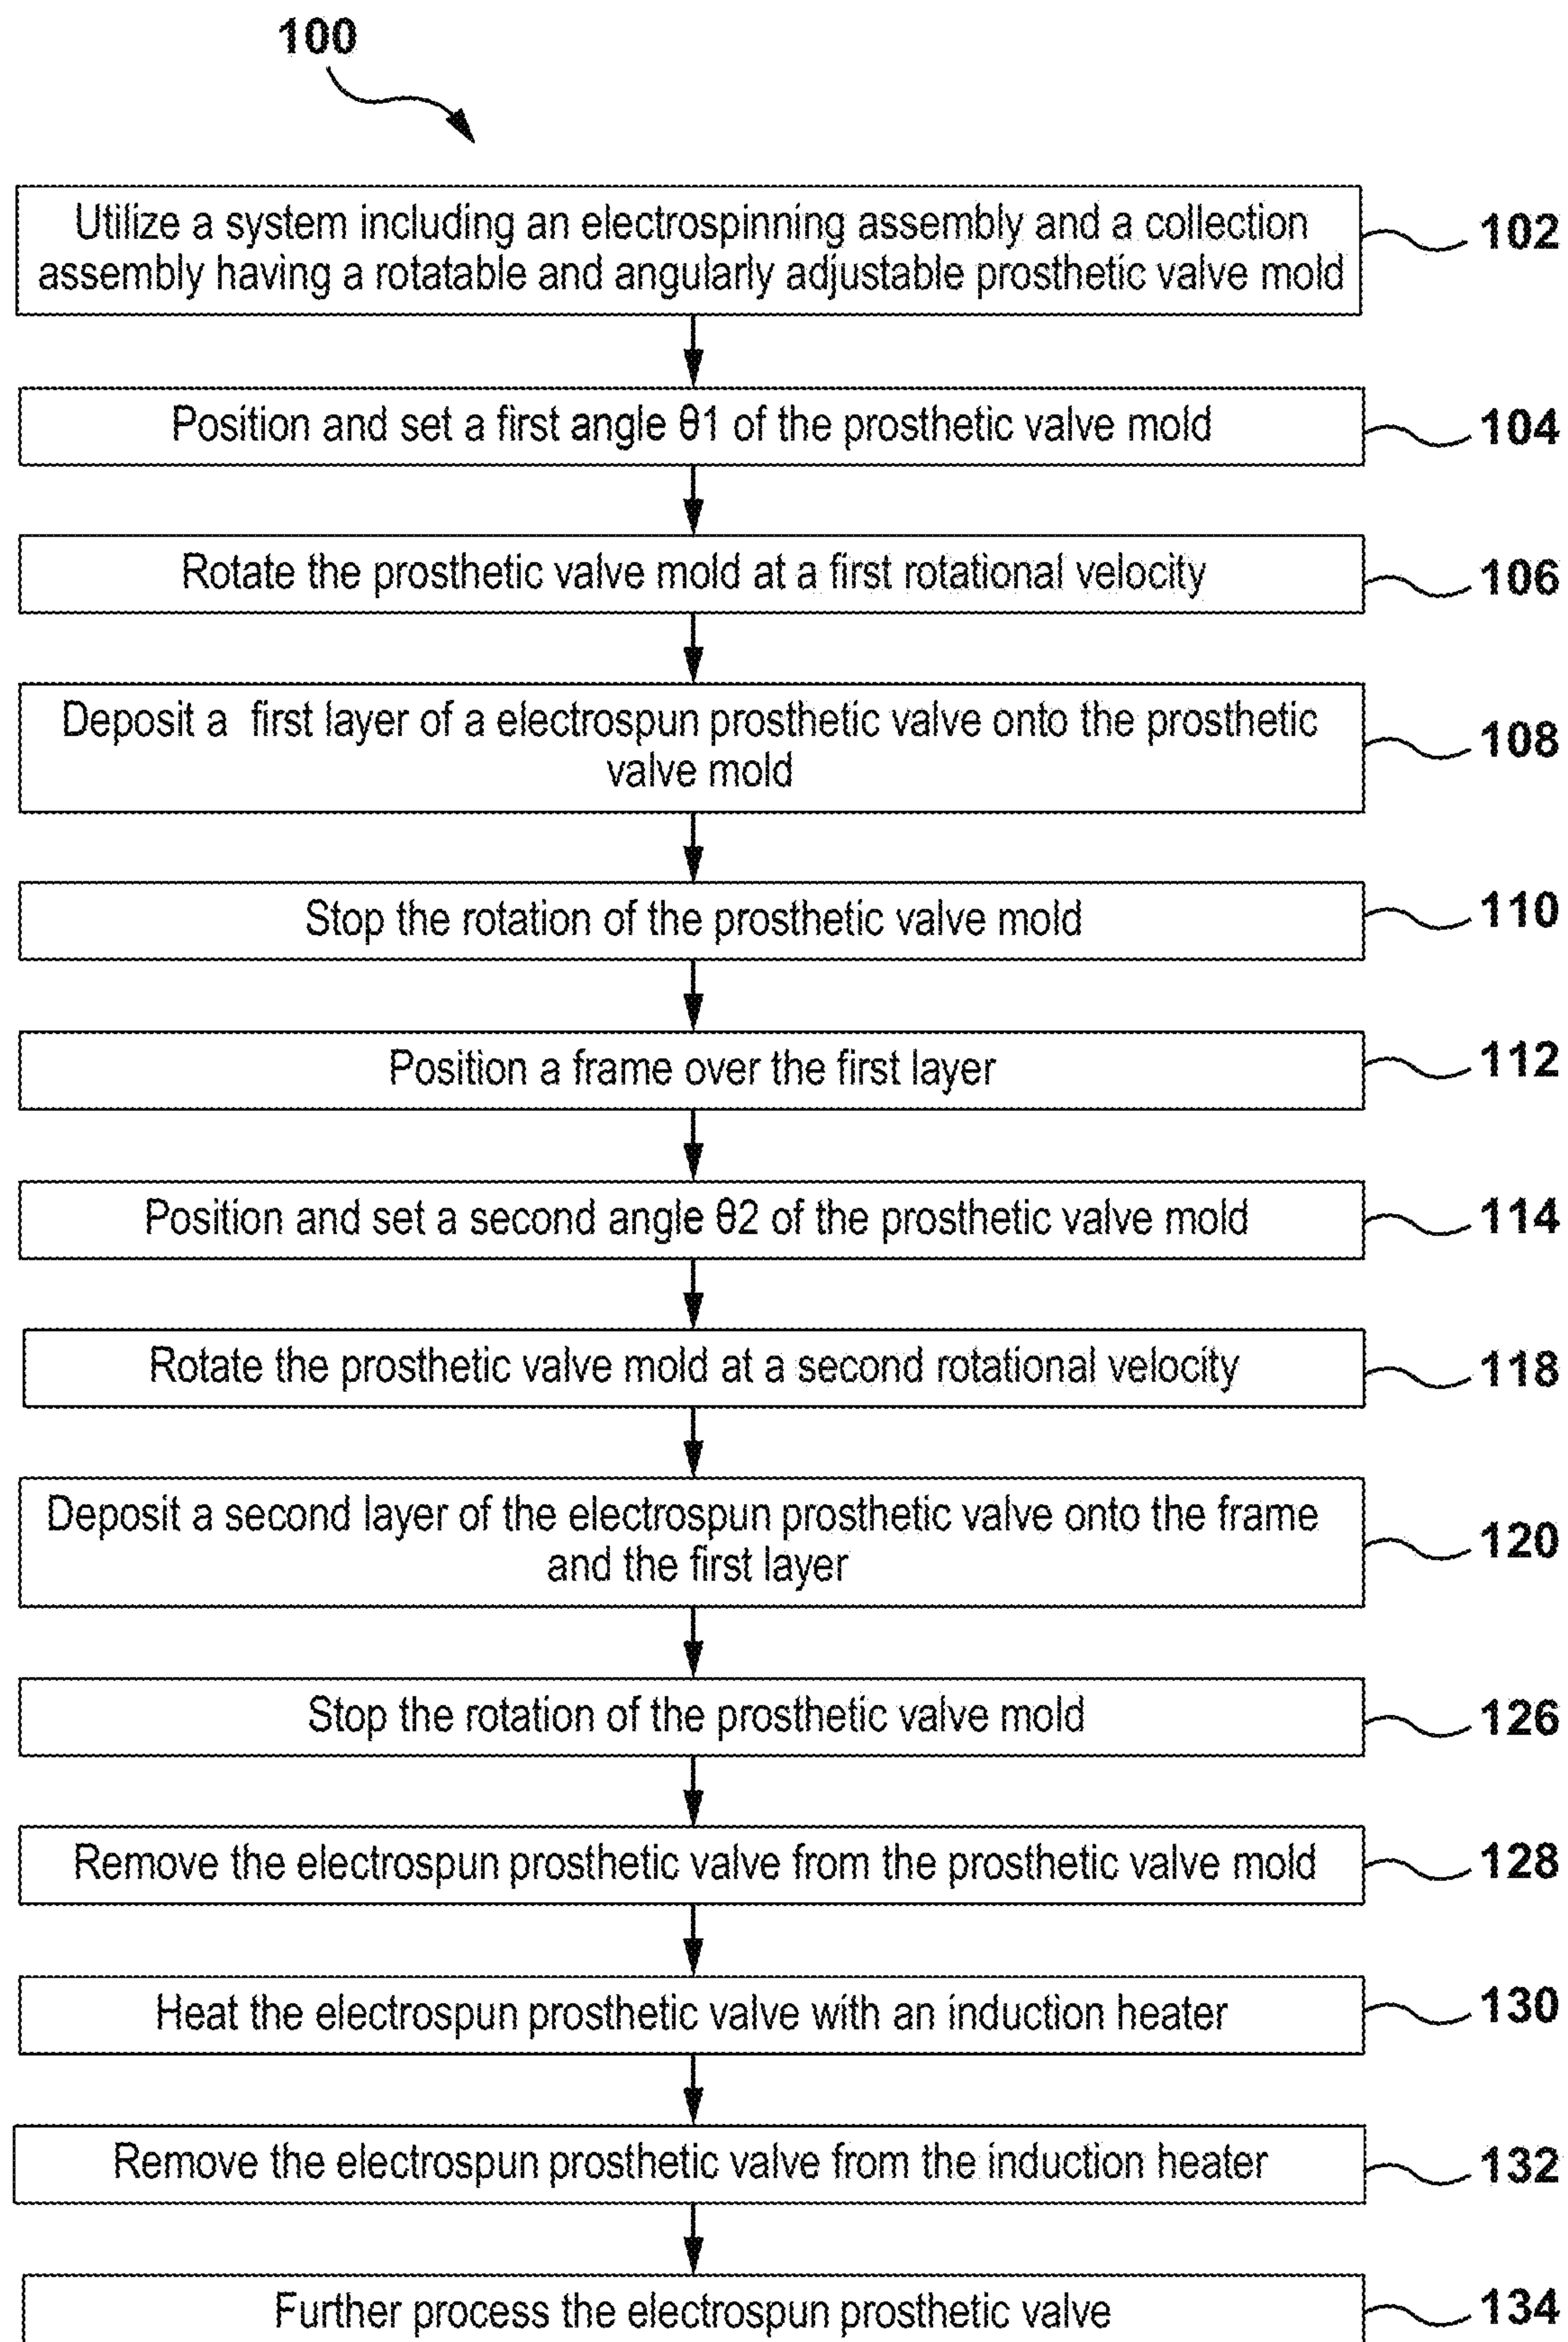 100
Utilize a system including an electrospinning assembly and a collection
assembly having a rotatable and angularly adjustable prosthetic valve mold
102
Position and set a first angle θ1 of the prosthetic valve mold
104
Rotate the prosthetic valve mold at a first rotational velocity
106
Deposit a first layer of a electrospun prosthetic valve onto the prosthetic
valve mold
108
Stop the rotation of the prosthetic valve mold
110
Position a frame over the first layer
112
Position and set a second angle θ2 of the prosthetic valve mold
114
Rotate the prosthetic valve mold at a second rotational velocity
118
Deposit a second layer of the electrospun prosthetic valve onto the frame
and the first layer
120
Stop the rotation of the prosthetic valve mold
126
Remove the electrospun prosthetic valve from the prosthetic valve mold
128
Heat the electrospun prosthetic valve with an induction heater
130
Remove the electrospun prosthetic valve from the induction heater
132
Further process the electrospun prosthetic valve
134